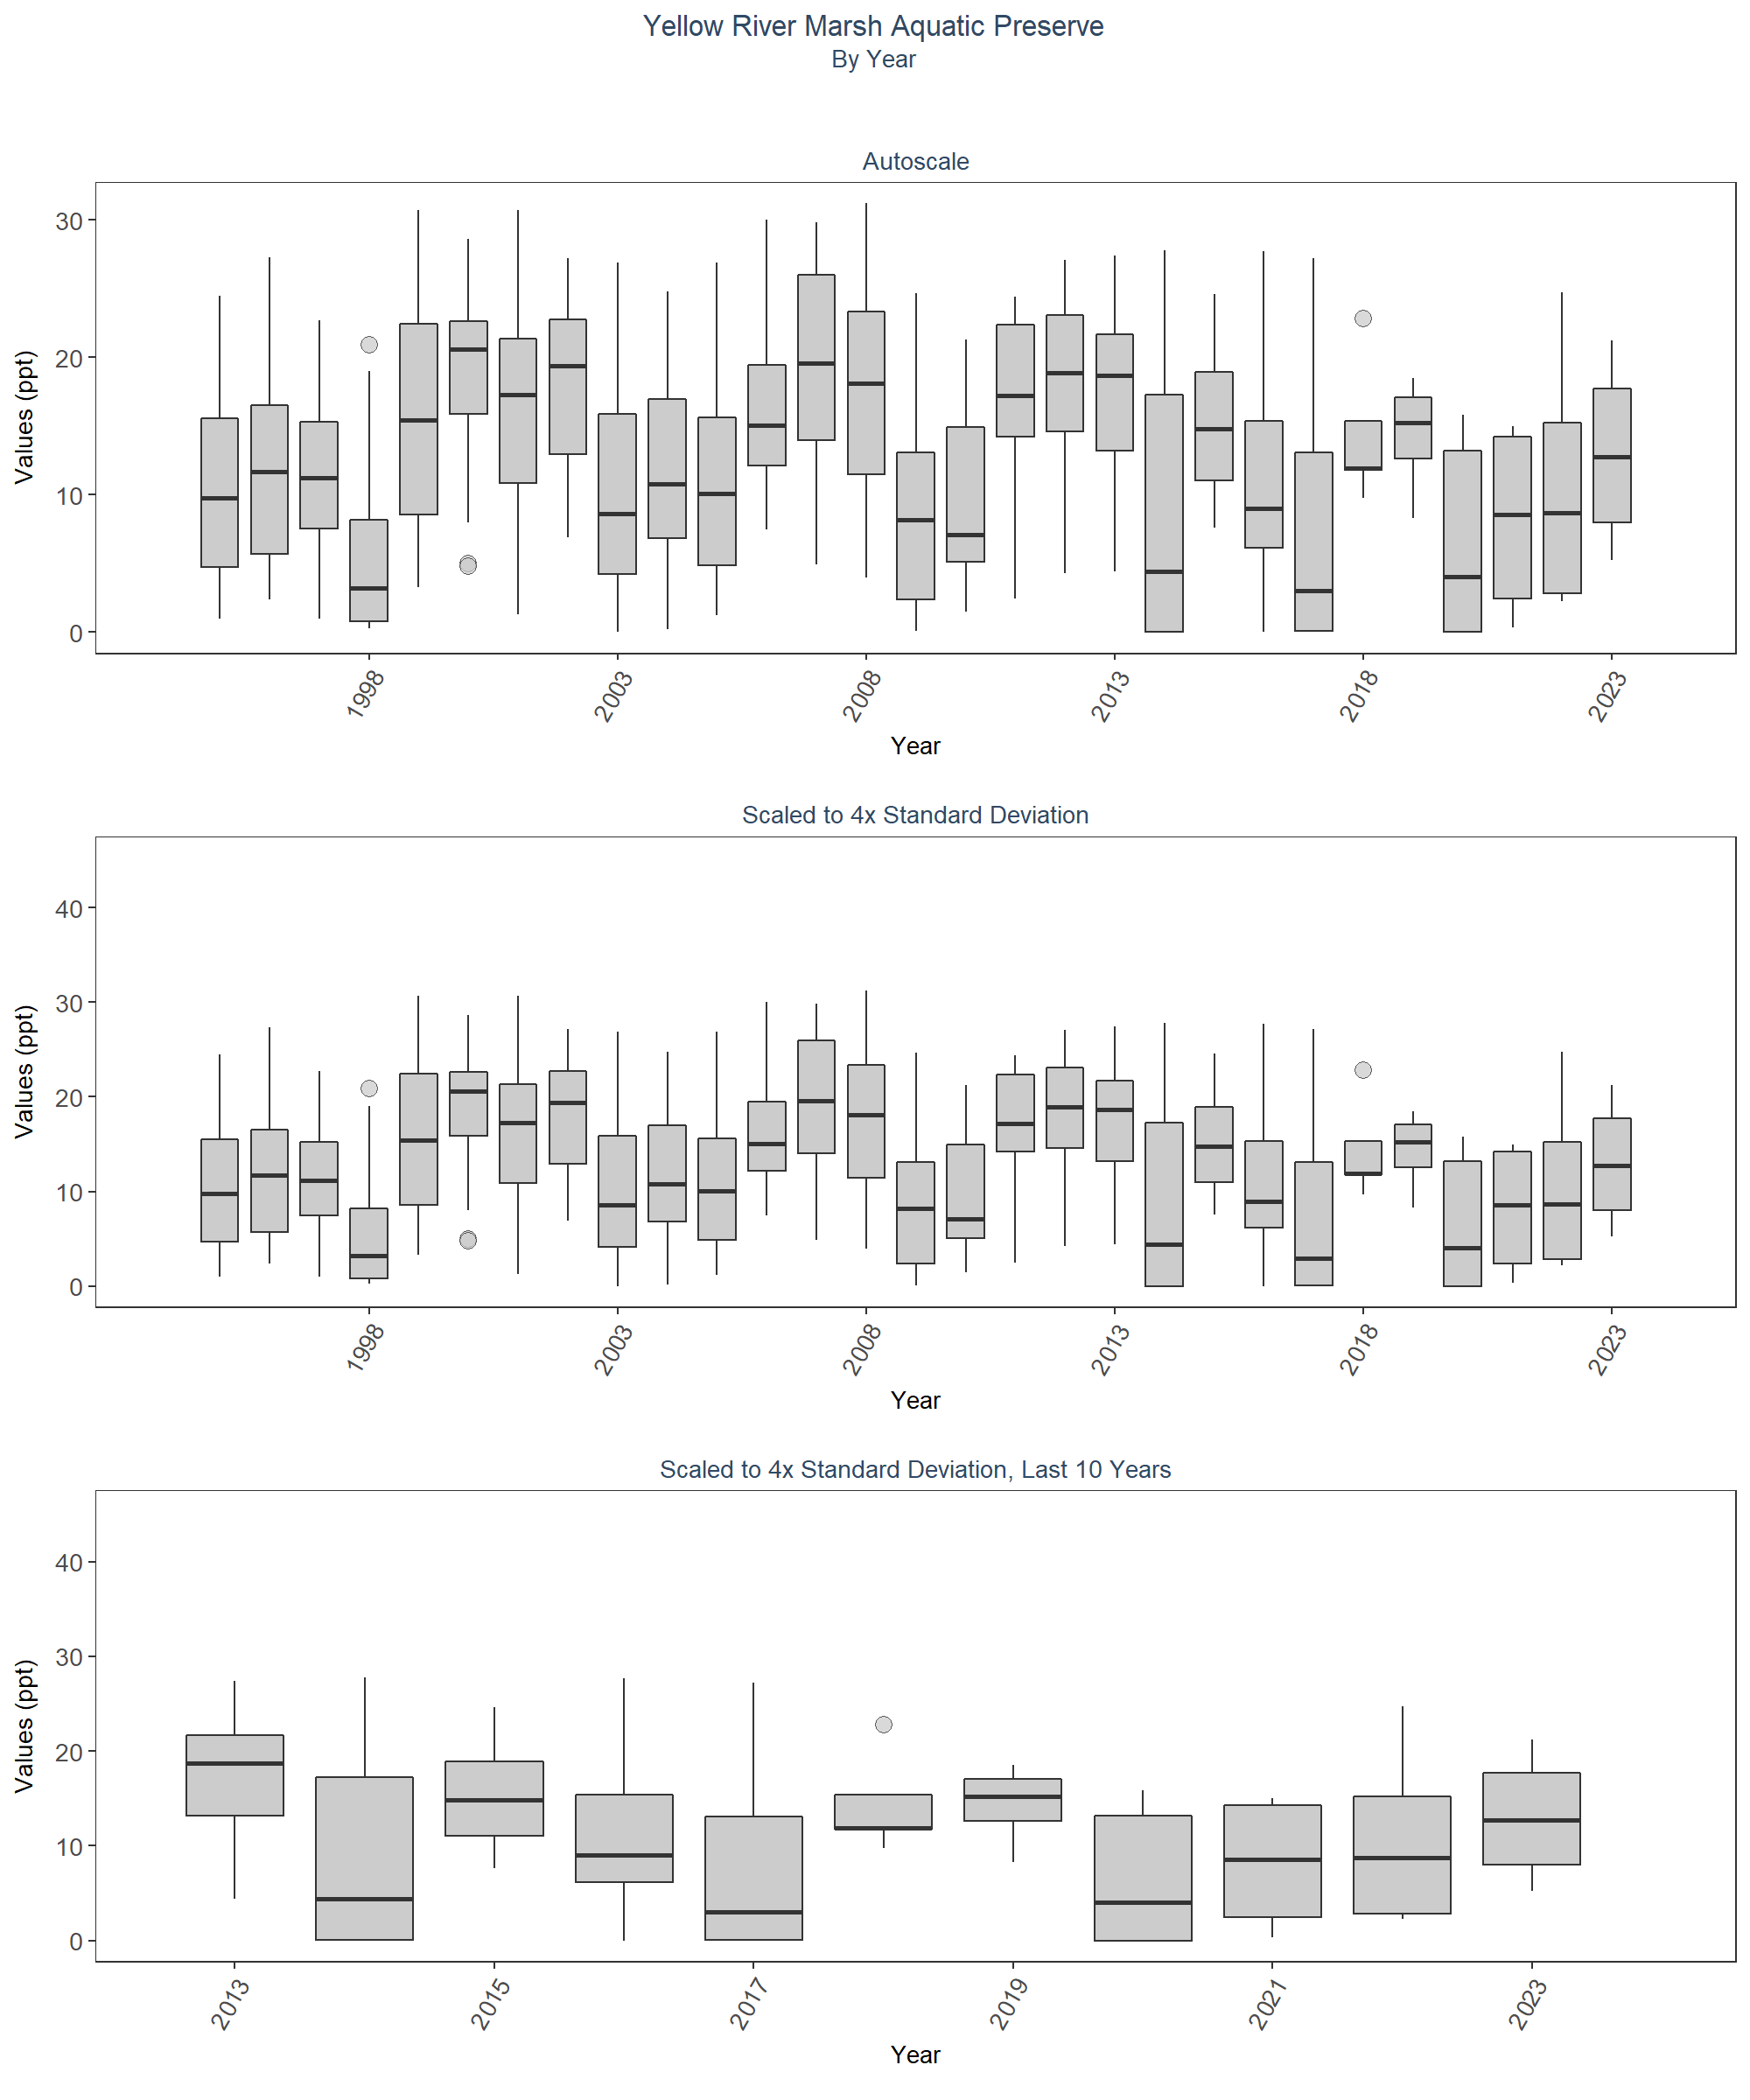 Yellow River Marsh Aquatic Preserve
By Year
Autoscale
Values (ppt)
30
20
10
0
1998 2003 2008 2013 2018 2023
Year
Scaled to 4x Standard Deviation
Values (ppt)
40
30
20
10
0
1998 2003 2008 2013 2018 2023
Year
Scaled to 4x Standard Deviation, Last 10 Years
Values (ppt)
40
30
20
10
0
2013 2015 2017 2019 2021 2023
Year